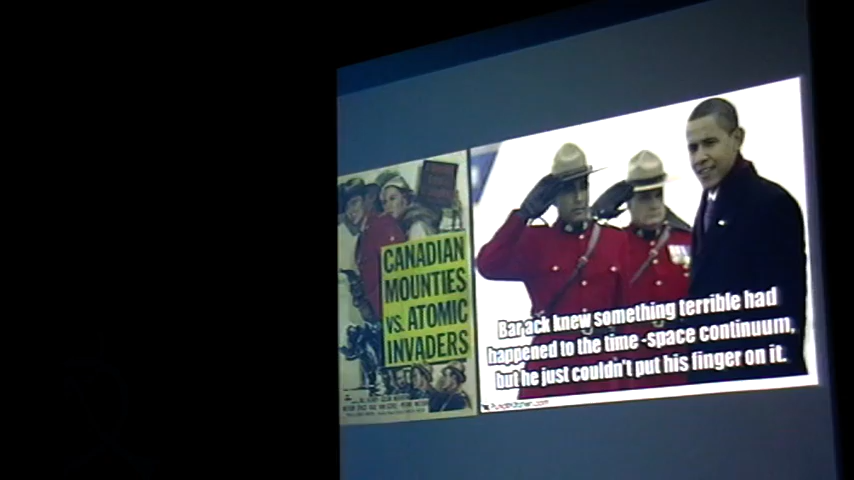 CANADIAN
MOUNTIES
VS. ATOMIC
INVADERS
Barack knew something terrible had
happened to the time-space continuum,
but he just couldn't put his finger on it.